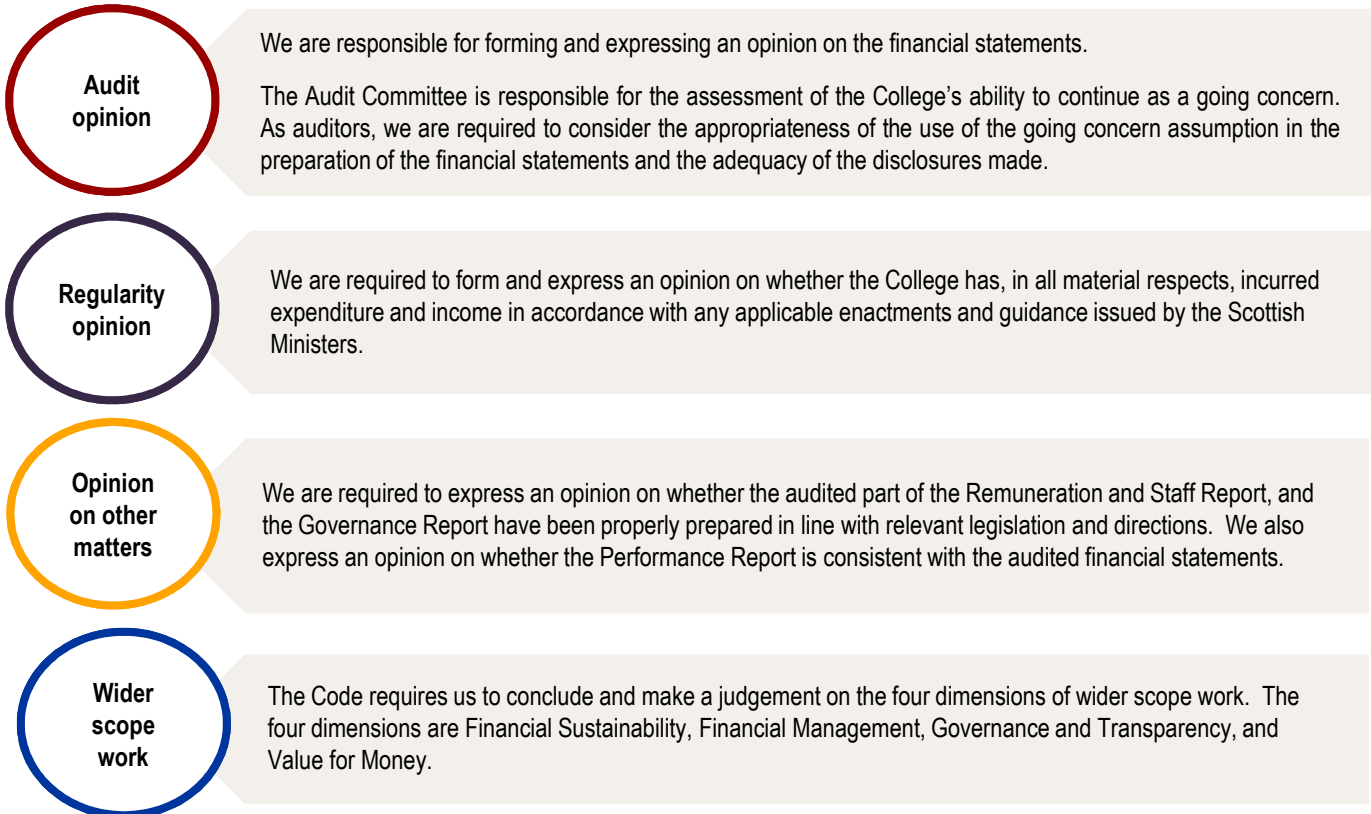 Audit
opinion
We are responsible for forming and expressing an opinion on the financial statements.
The Audit Committee is responsible for the assessment of the College’s ability to continue as a going concern.
As auditors, we are required to consider the appropriateness of the use of the going concern assumption in the
preparation of the financial statements and the adequacy of the disclosures made.
Regularity
opinion
We are required to form and express an opinion on whether the College has, in all material respects, incurred
expenditure and income in accordance with any applicable enactments and guidance issued by the Scottish
Ministers.
Opinion
on other
matters
We are required to express an opinion on whether the audited part of the Remuneration and Staff Report, and
the Governance Report have been properly prepared in line with relevant legislation and directions. We also
express an opinion on whether the Performance Report is consistent with the audited financial statements.
Wider
scope
work
The Code requires us to conclude and make a judgement on the four dimensions of wider scope work. The
four dimensions are Financial Sustainability, Financial Management, Governance and Transparency, and
Value for Money.